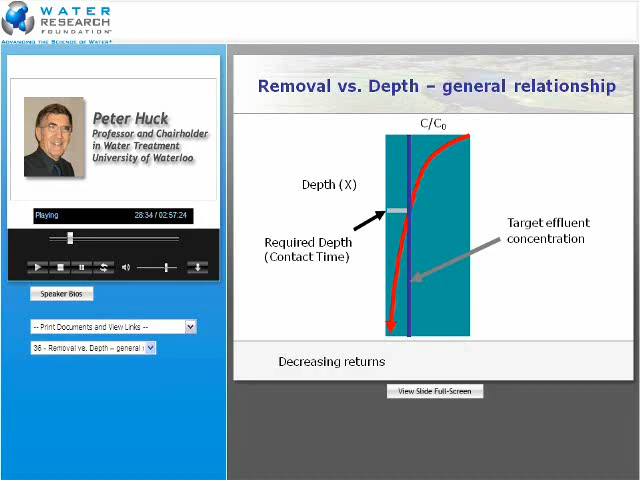 WATER
RESEARCH
FOUNDATION™
ADVANCING THE SCIENCE OF WATER®
Peter Huck
Professor and Chairholder
in Water Treatment
University of Waterloo
Playing 28:34 / 02:57:24
Speaker Bios
-- Print Documents and View Links --
36 - Removal vs. Depth – general r
Removal vs. Depth – general relationship
C/C0
Depth (X)
Required Depth
(Contact Time)
Target effluent
concentration
Decreasing returns
View Slide Full-Screen